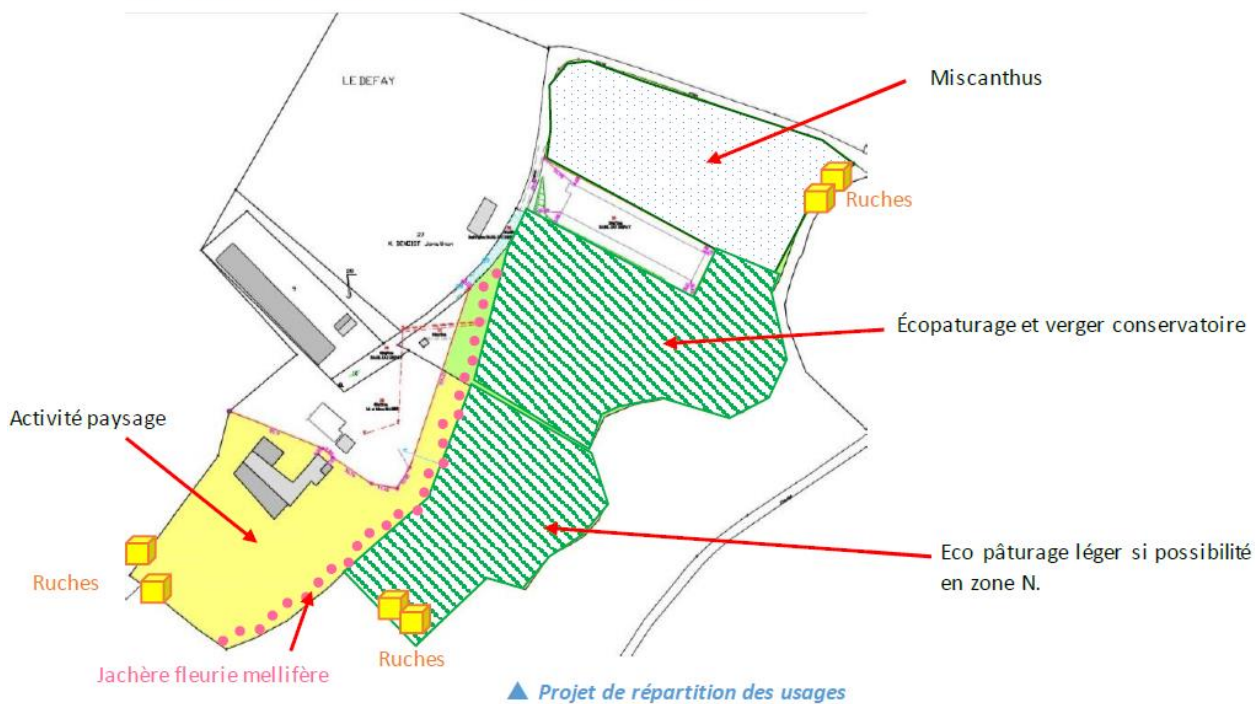 LE DEFAY
Miscanthus
Ruches
Écopaturage et verger conservatoire
Activité paysage
Eco pâturage léger si possibilité
en zone N.
Ruches
Ruches
Jachère fleurie mellifère
▲ Projet de répartition des usages